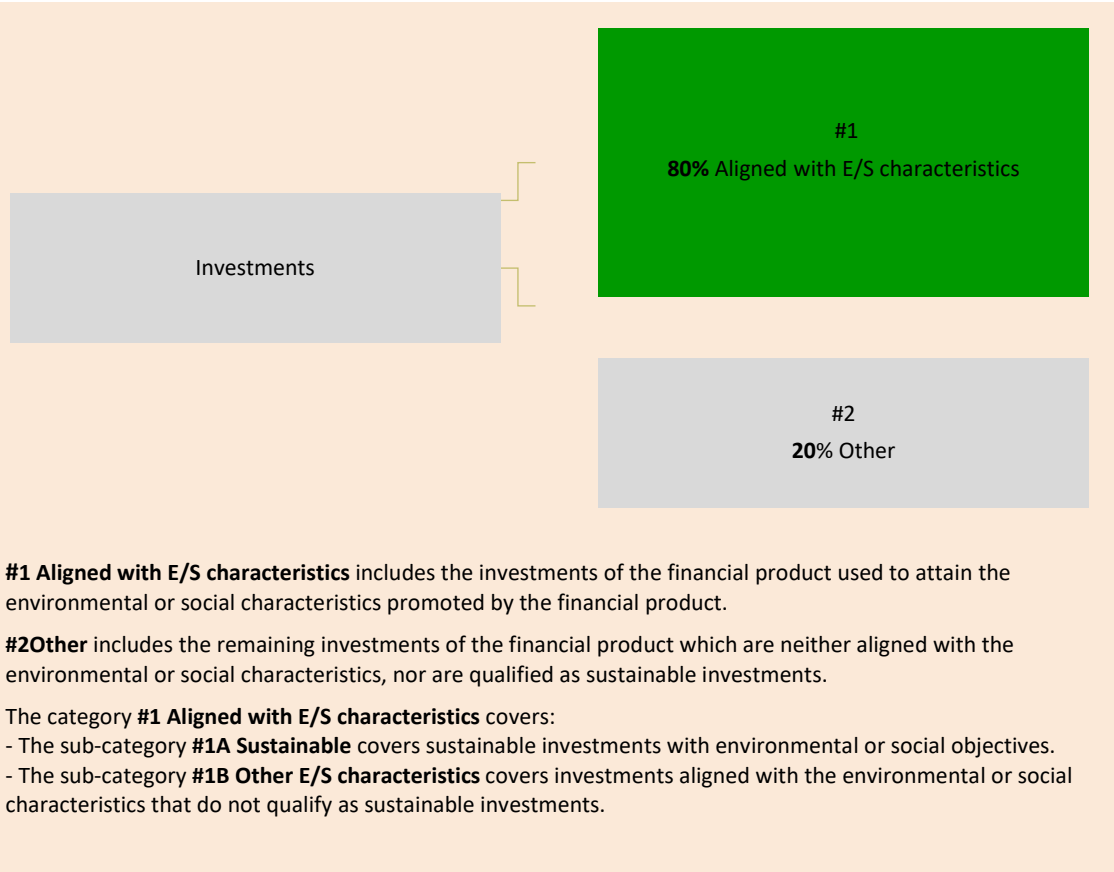 #1
80% Aligned with E/S characteristics
Investments
#2
20% Other
#1 Aligned with E/S characteristics includes the investments of the financial product used to attain the
environmental or social characteristics promoted by the financial product.
#2Other includes the remaining investments of the financial product which are neither aligned with the
environmental or social characteristics, nor are qualified as sustainable investments.
The category #1 Aligned with E/S characteristics covers:
- The sub-category #1A Sustainable covers sustainable investments with environmental or social objectives.
- The sub-category #1B Other E/S characteristics covers investments aligned with the environmental or social
characteristics that do not qualify as sustainable investments.